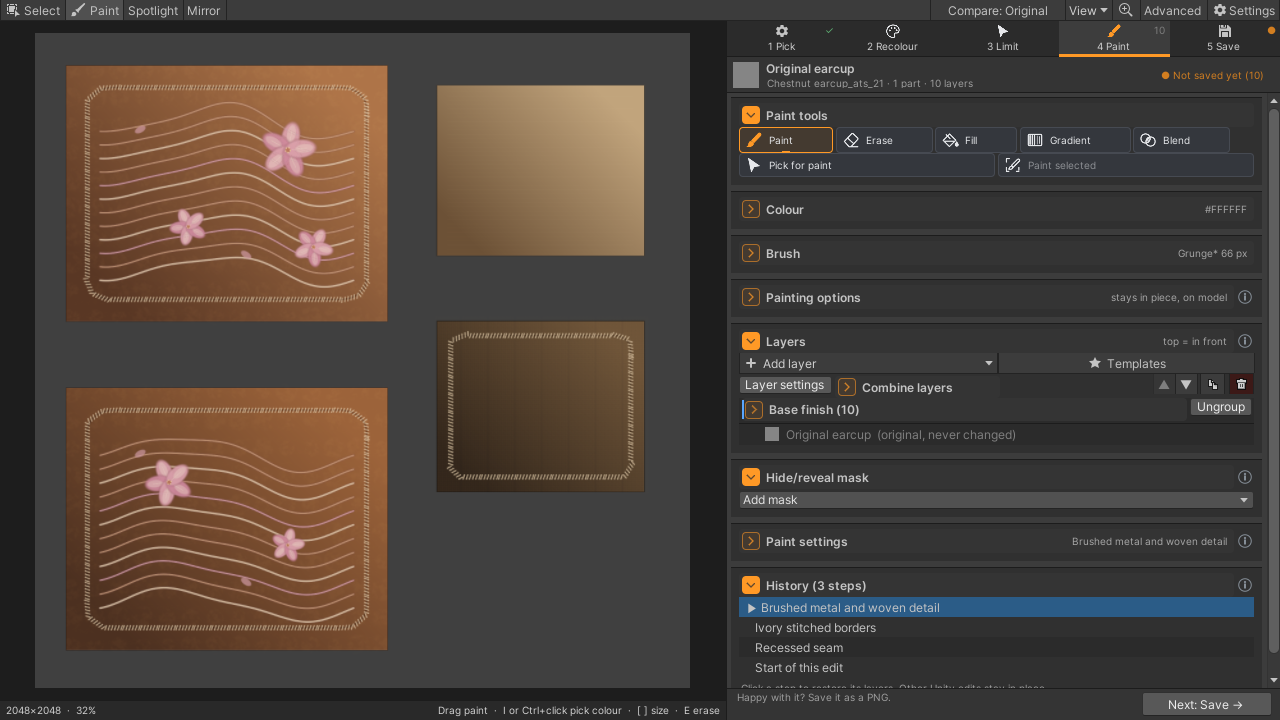 Select Paint Spotlight Mirror Compare: Original View Advanced Settings
1 Pick 2 Recolour 3 Limit 4 Paint 10 5 Save
Original earcup
Chestnut earcup_ats_21 · 1 part · 10 layers
Not saved yet (10)
Paint tools
Paint Erase Fill Gradient Blend
Pick for paint Paint selected
Colour #FFFFFF
Brush Grunge* 66 px
Painting options stays in piece, on model
Layers top = in front
Add layer Templates
Layer settings Combine layers
Base finish (10) Ungroup
Original earcup (original, never changed)
Hide/reveal mask
Add mask
Paint settings Brushed metal and woven detail
History (3 steps)
Brushed metal and woven detail
Ivory stitched borders
Recessed seam
Start of this edit
Happy with it? Save it as a PNG.
Next: Save →
2048×2048 · 32% Drag paint · I or Ctrl+click pick colour · [ ] size · E erase